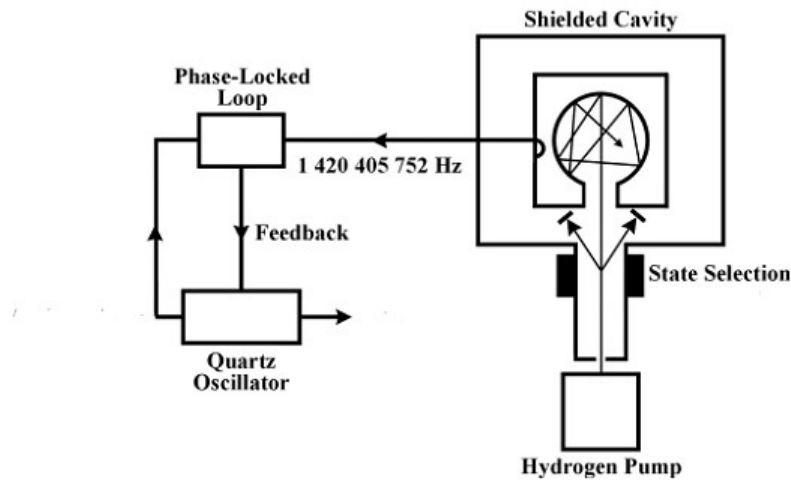 Shielded Cavity
Phase-Locked
Loop
1 420 405 752 Hz
Feedback
State Selection
Quartz
Oscillator
Hydrogen Pump